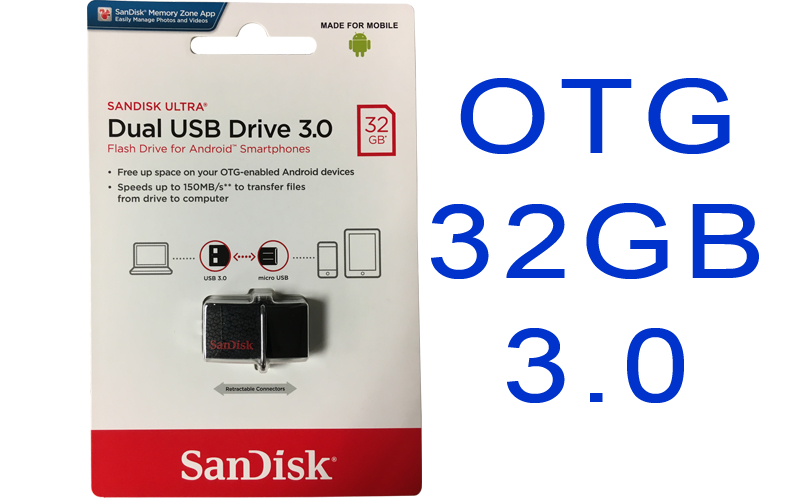 SanDisk® Memory Zone App
Easily Manage Photos and Videos
MADE FOR MOBILE
SANDISK ULTRA®
Dual USB Drive 3.0
Flash Drive for Android™ Smartphones
32
GB*
• Free up space on your OTG-enabled Android devices
• Speeds up to 150MB/s** to transfer files
from drive to computer
USB 3.0
micro USB
SanDisk
Retractable Connectors
SanDisk®
OTG
32GB
3.0